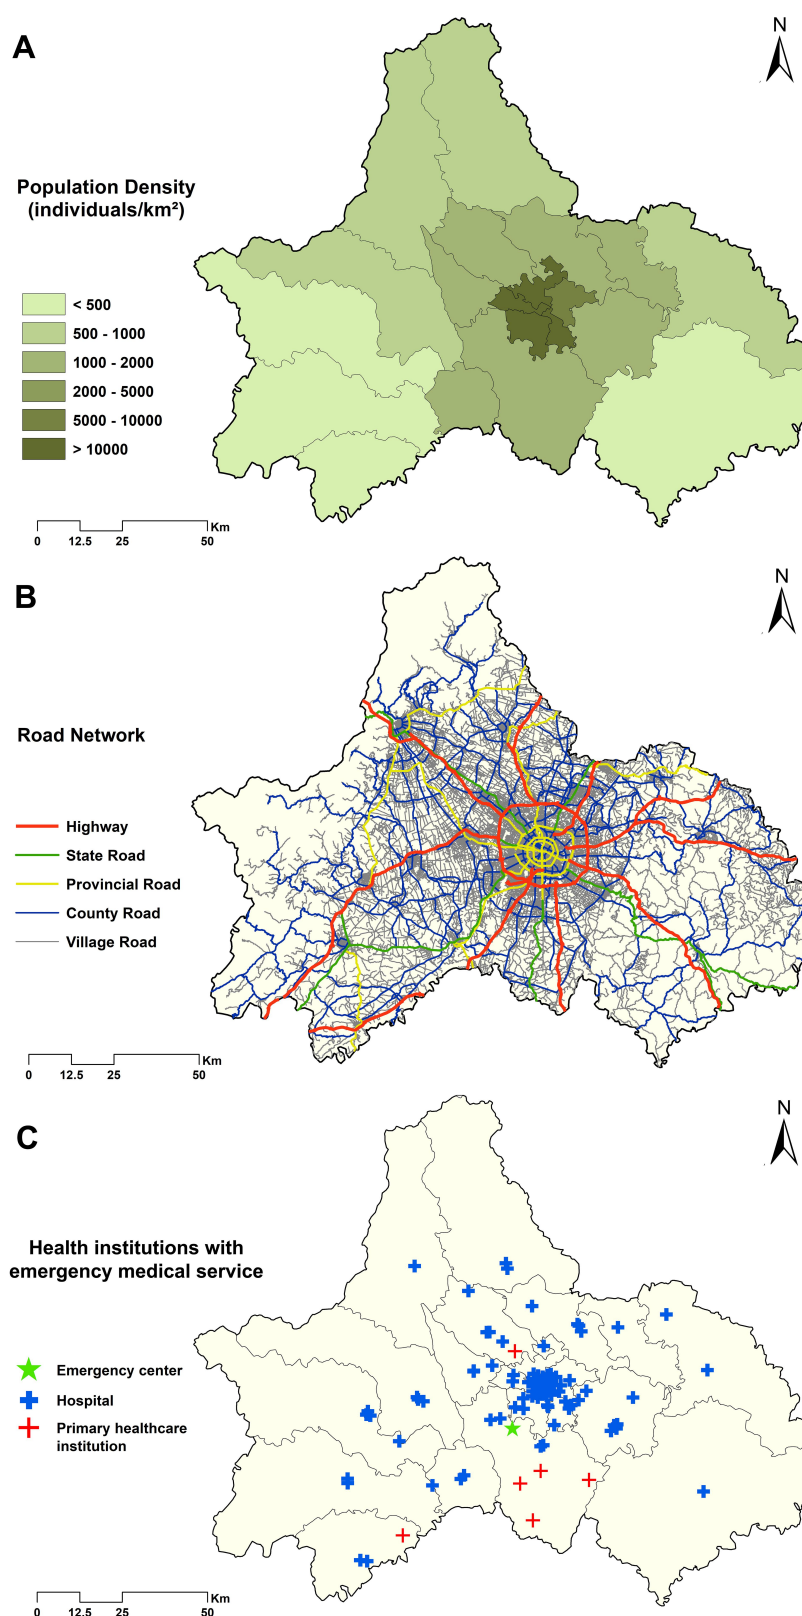 A
N
Population Density
(individuals/km²)
< 500
500 - 1000
1000 - 2000
2000 - 5000
5000 - 10000
> 10000
Km
0 12.5 25 50
B
N
Road Network
Highway
State Road
Provincial Road
County Road
Village Road
Km
0 12.5 25 50
C
N
Health institutions with
emergency medical service
Emergency center
Hospital
Primary healthcare
institution
Km
0 12.5 25 50